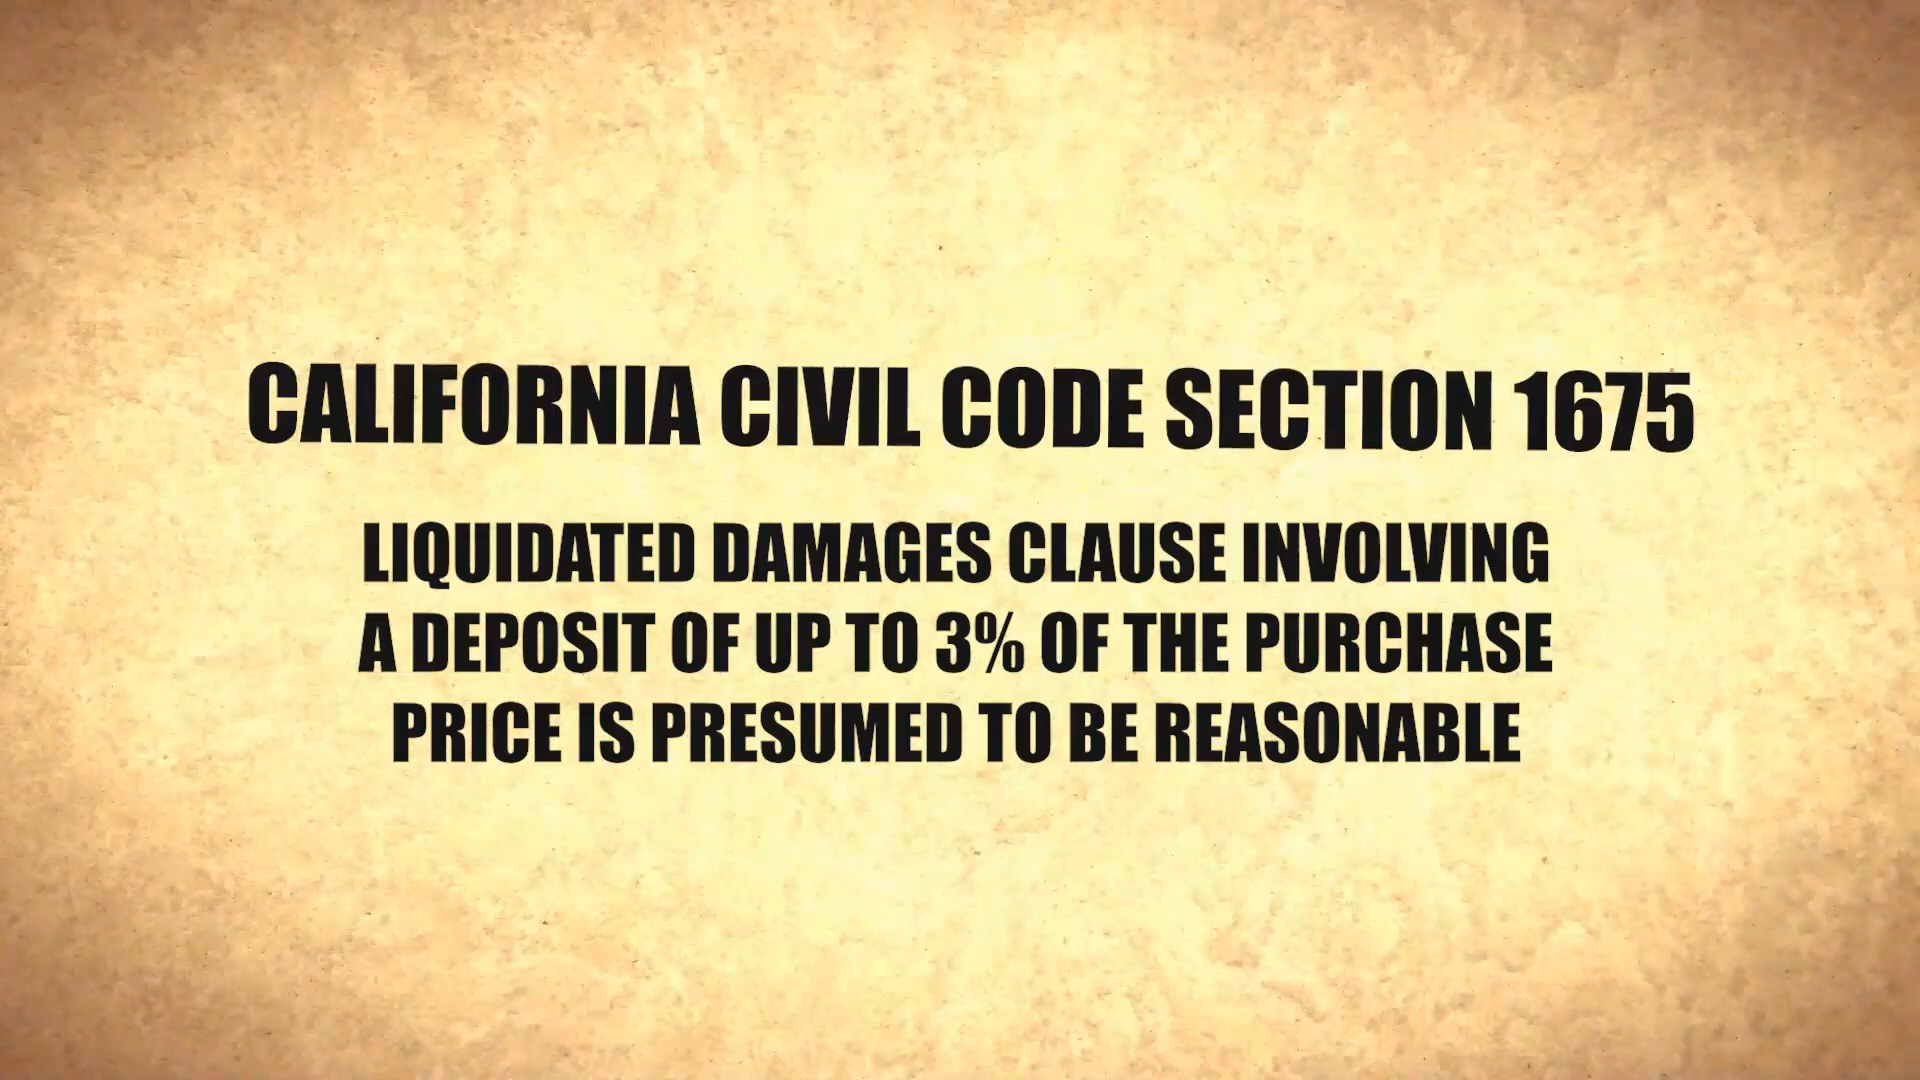 CALIFORNIA CIVIL CODE SECTION 1675
LIQUIDATED DAMAGES CLAUSE INVOLVING
A DEPOSIT OF UP TO 3% OF THE PURCHASE
PRICE IS PRESUMED TO BE REASONABLE